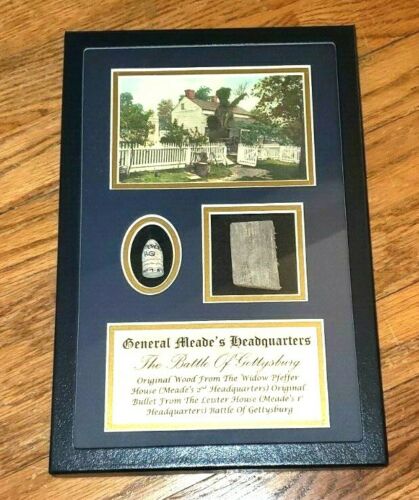 General Meade's Headquarters
The Battle Of Gettysburg
Original Wood From The Widow Pfeffer
House (Meade's 2nd Headquarters) Original
Bullet From The Leister House (Meade's 1st
Headquarters) Battle Of Gettysburg